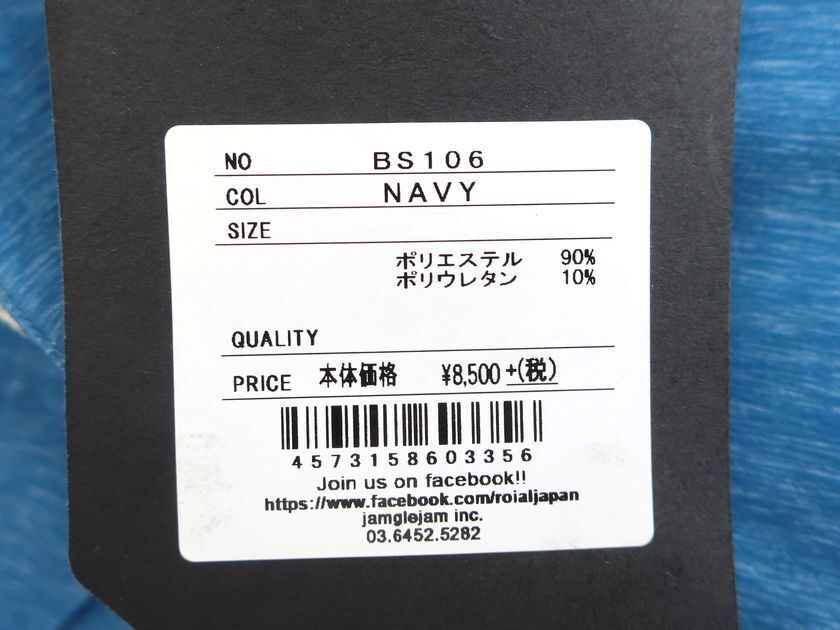 NO BS106
COL NAVY
SIZE
ポリエステル 90%
ポリウレタン 10%
QUALITY
PRICE 本体価格 ¥8,500+(税)
4573158603356
Join us on facebook!!
https://www.facebook.com/roialjapan
jamglejam inc.
03.6452.5282